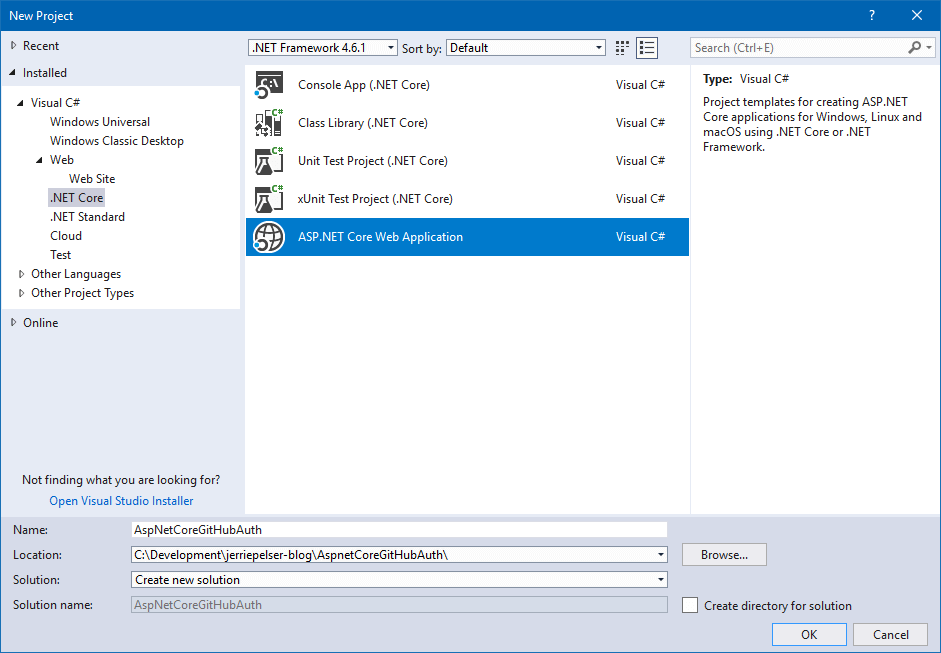 New Project
?
Recent
.NET Framework 4.6.1
Sort by:
Default
Search (Ctrl+E)
Installed
Visual C#
Windows Universal
Windows Classic Desktop
Web
Web Site
.NET Core
.NET Standard
Cloud
Test
Other Languages
Other Project Types
Online
Not finding what you are looking for?
Open Visual Studio Installer
Console App (.NET Core) Visual C#
Class Library (.NET Core) Visual C#
Unit Test Project (.NET Core) Visual C#
xUnit Test Project (.NET Core) Visual C#
ASP.NET Core Web Application Visual C#
Type: Visual C#
Project templates for creating ASP.NET
Core applications for Windows, Linux and
macOS using .NET Core or .NET
Framework.
Name: AspNetCoreGitHubAuth
Location: C:\Development\jerriepelser-blog\AspnetCoreGitHubAuth\
Browse...
Solution: Create new solution
Solution name: AspNetCoreGitHubAuth
Create directory for solution
OK
Cancel